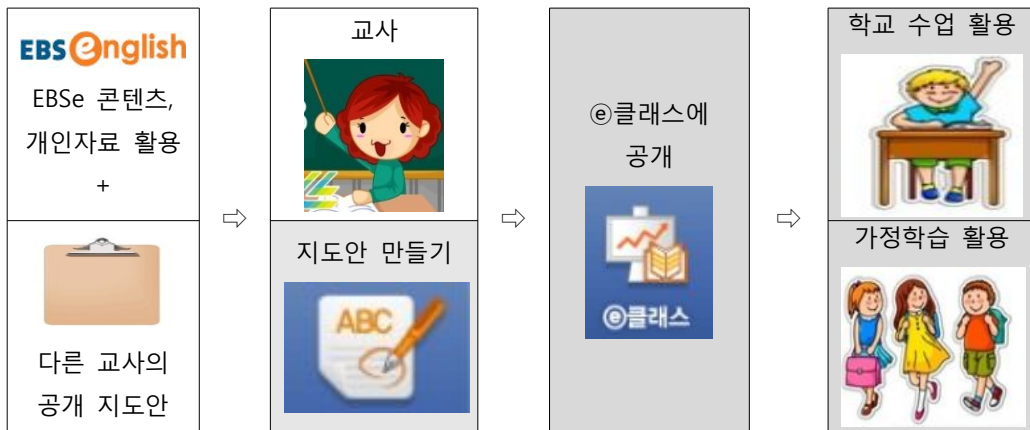 EBS english
EBSe 콘텐츠,
개인자료 활용
+
다른 교사의
공개 지도안
⇨
교사
지도안 만들기
ABC
⇨
ⓔ클래스에
공개
ⓔ클래스
⇨
학교 수업 활용
가정학습 활용